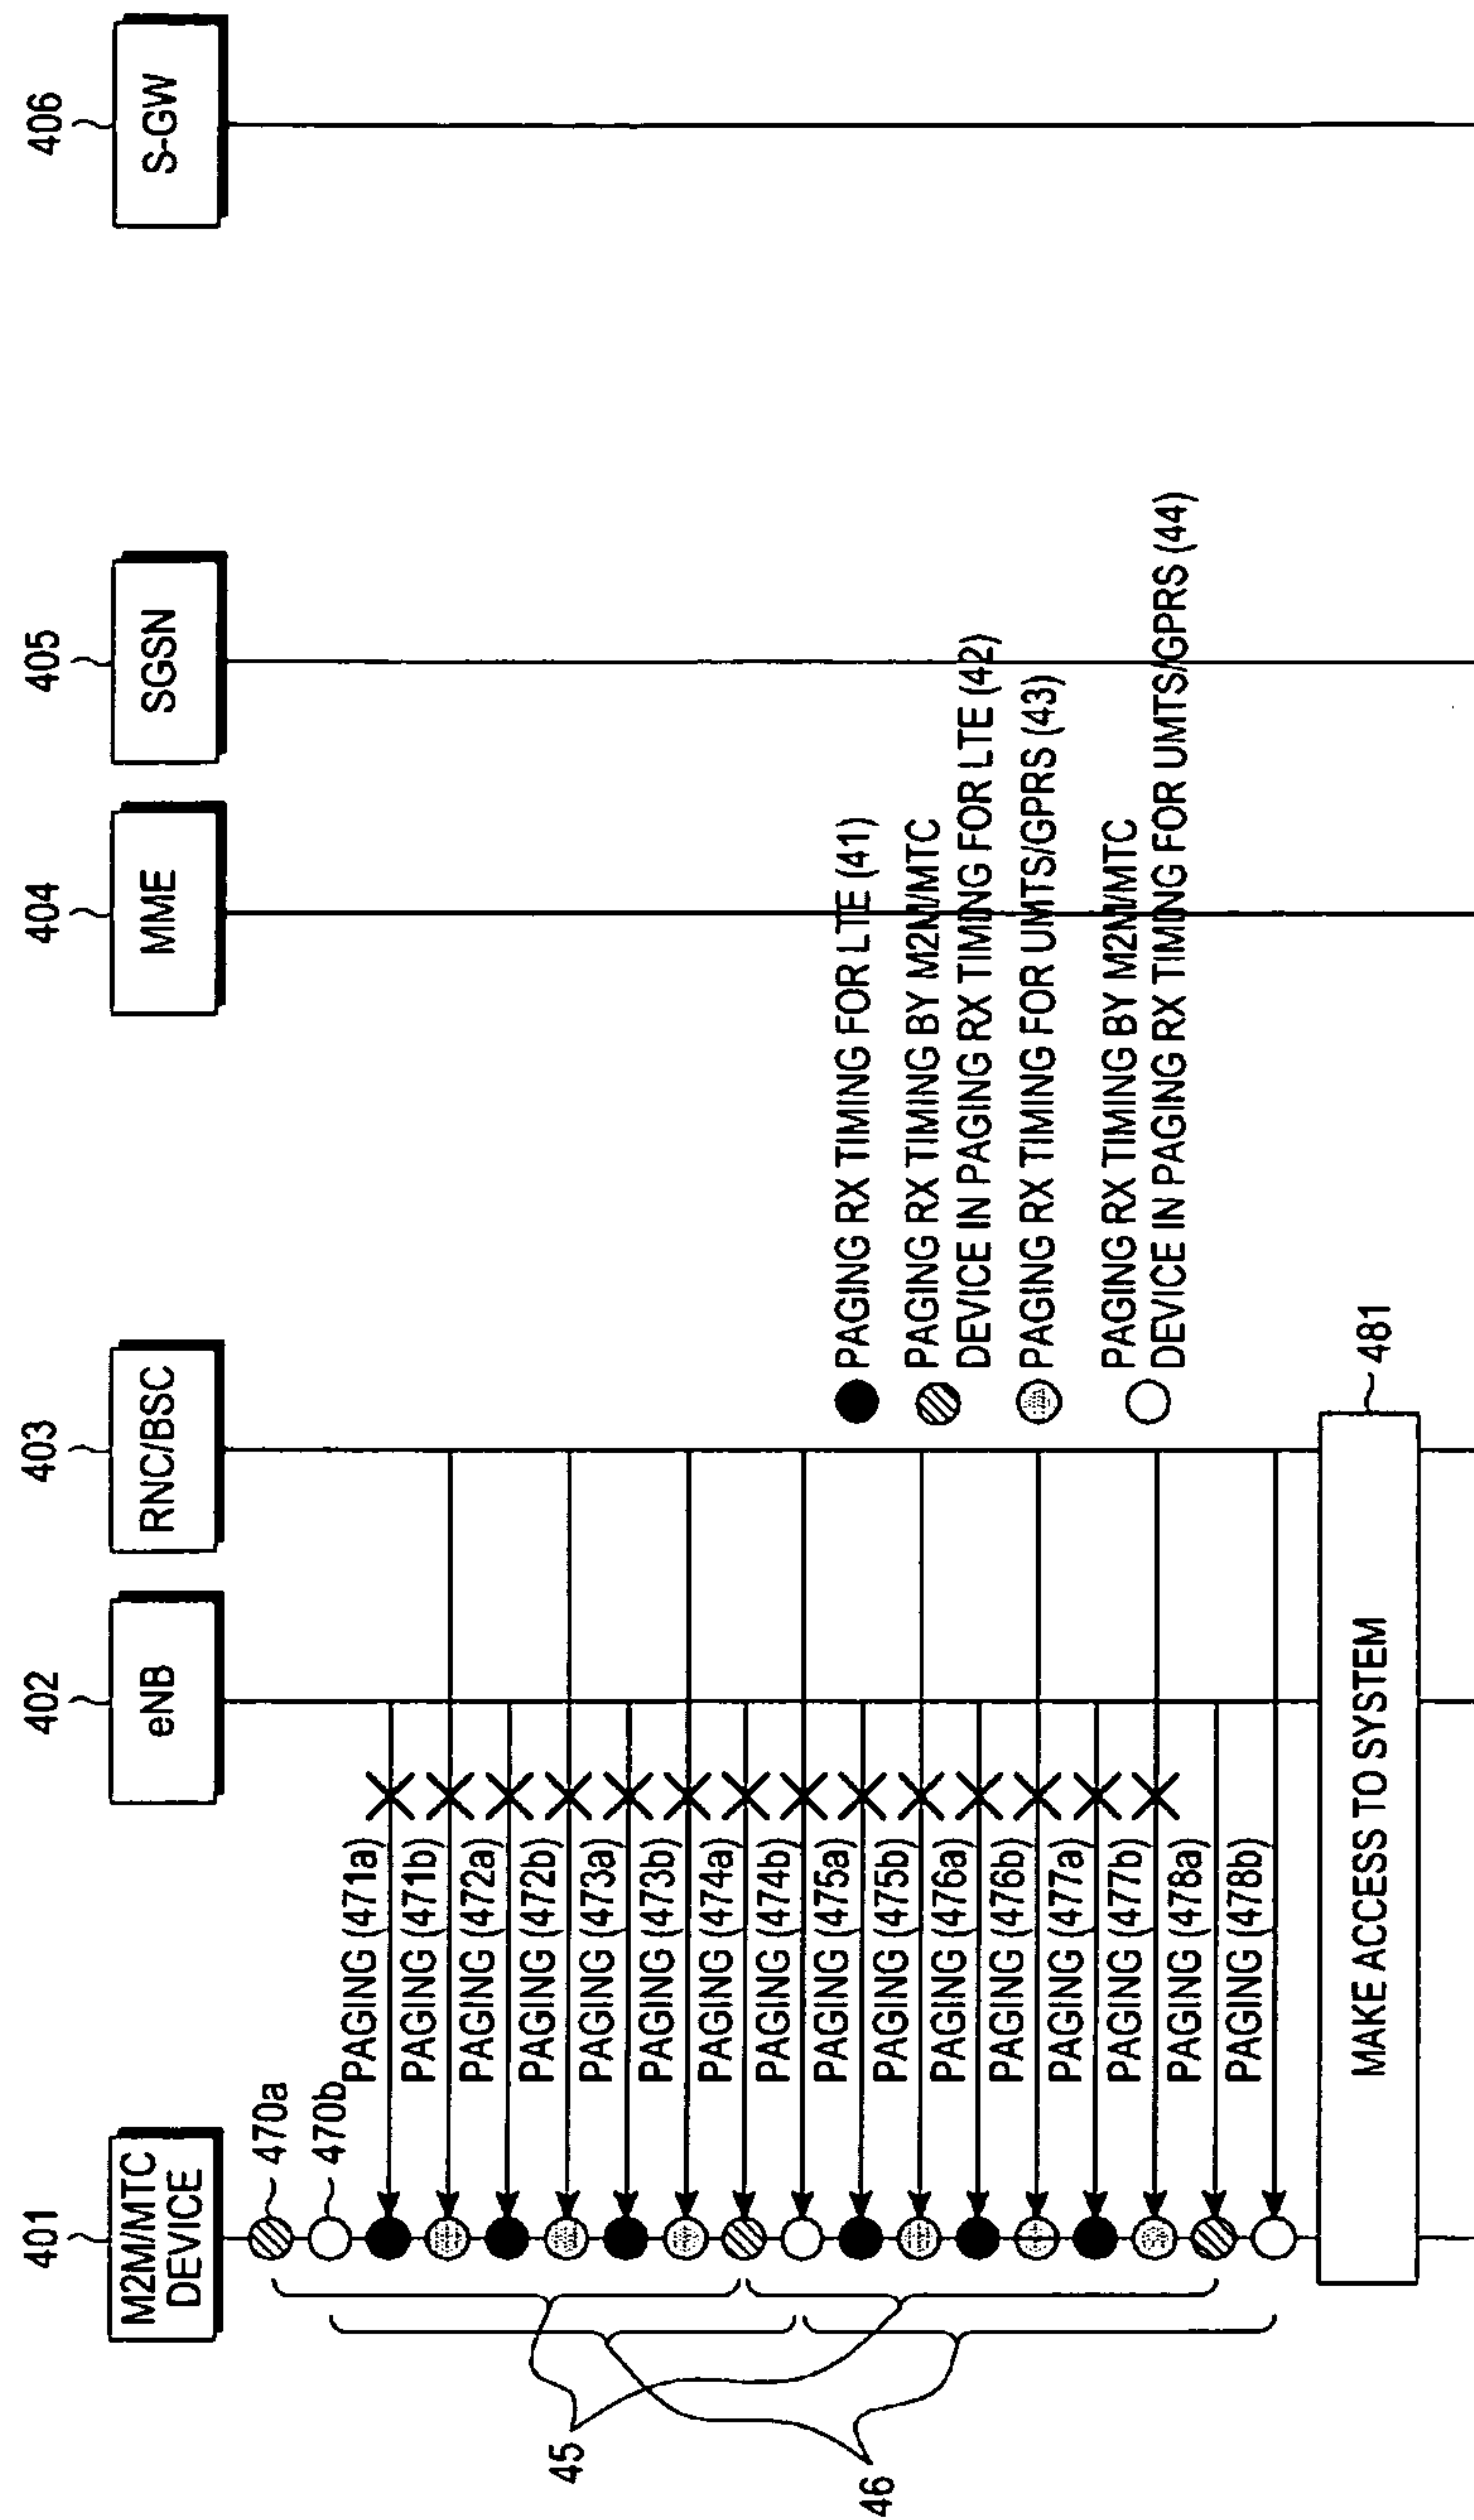 401
M2M/MTC
DEVICE
402
eNB
403
RNC/BSC
404
MME
405
SGSN
406
S-GW
470a
470b
PAGING (471a)
PAGING (471b)
PAGING (472a)
PAGING (472b)
PAGING (473a)
PAGING (473b)
PAGING (474a)
PAGING (474b)
PAGING (475a)
PAGING (475b)
PAGING (476a)
PAGING (476b)
PAGING (477a)
PAGING (477b)
PAGING (478a)
PAGING (478b)
45
46
PAGING RX TIMING FOR LTE (41)
PAGING RX TIMING BY M2M/MTC
DEVICE IN PAGING RX TIMING FOR LTE (42)
PAGING RX TIMING FOR UMTS/GPRS (43)
PAGING RX TIMING BY M2M/MTC
DEVICE IN PAGING RX TIMING FOR UMTS/GPRS (44)
MAKE ACCESS TO SYSTEM
481